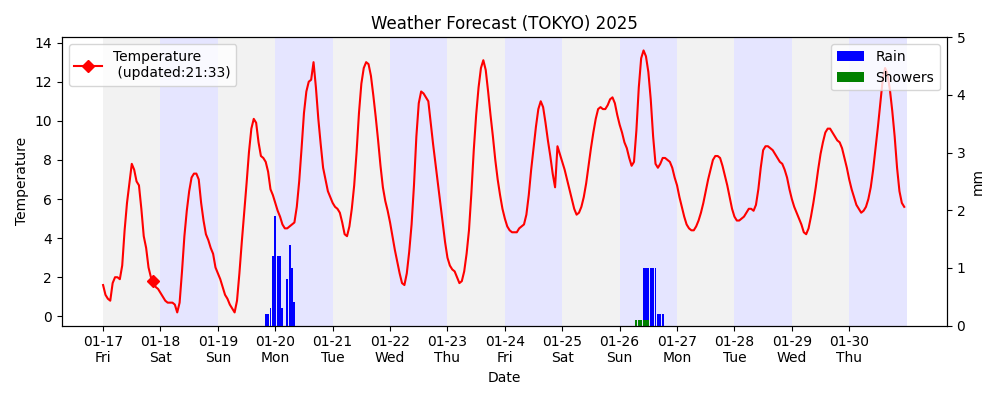 Weather Forecast (TOKYO) 2025
Temperature
(updated:21:33)
Rain
Showers
14
12
10
8
6
4
2
0
Temperature
5
4
3
2
1
0
mm
01-17 01-18 01-19 01-20 01-21 01-22 01-23 01-24 01-25 01-26 01-27 01-28 01-29 01-30
Fri Sat Sun Mon Tue Wed Thu Fri Sat Sun Mon Tue Wed Thu
Date